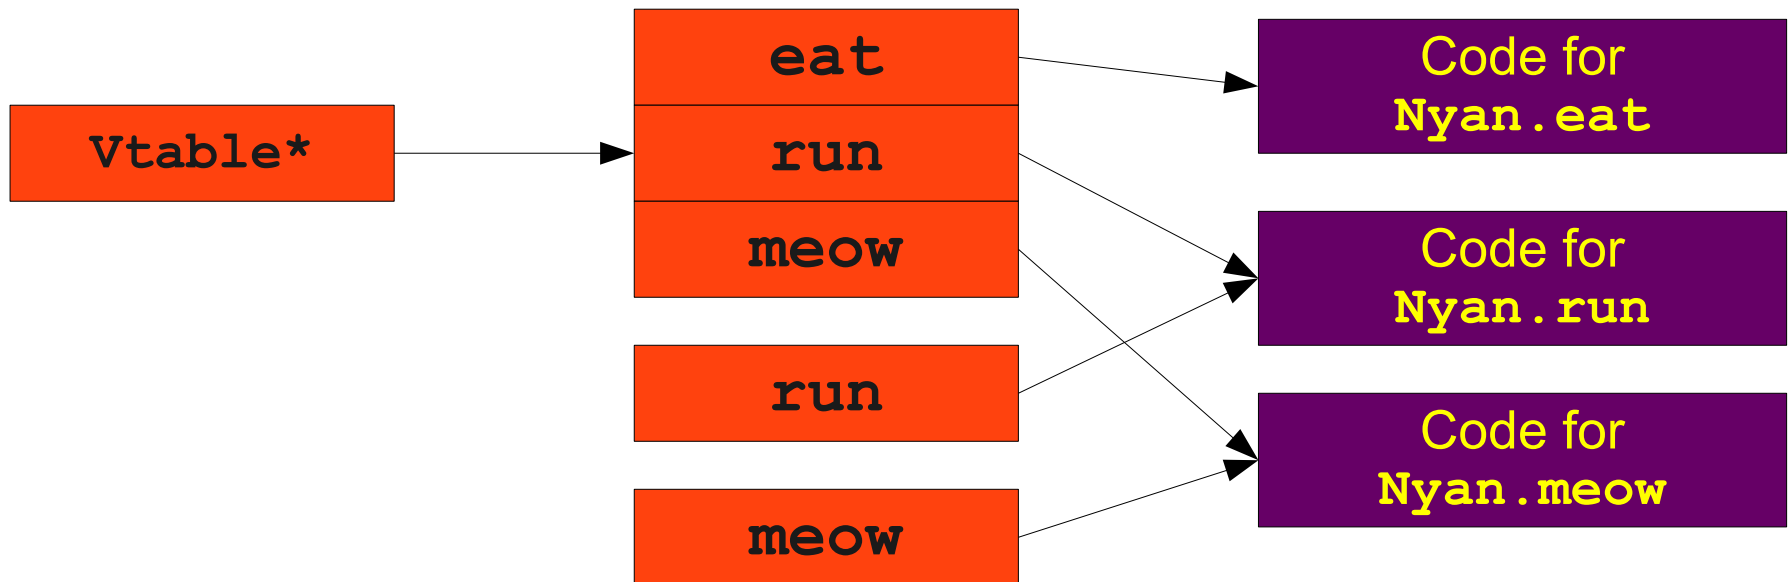 Vtable*
eat
run
meow
run
meow
Code for
Nyan.eat
Code for
Nyan.run
Code for
Nyan.meow